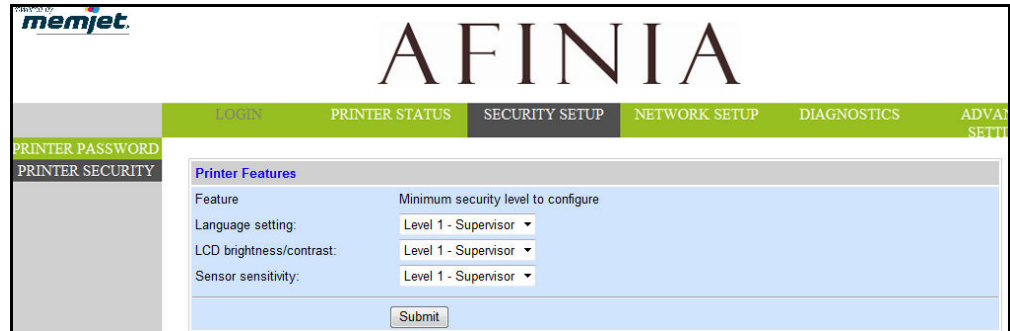 memjet.
AFINIA
LOGIN PRINTER STATUS SECURITY SETUP NETWORK SETUP DIAGNOSTICS
PRINTER PASSWORD
PRINTER SECURITY
Printer Features
Feature Minimum security level to configure
Language setting: Level 1 - Supervisor
LCD brightness/contrast: Level 1 - Supervisor
Sensor sensitivity: Level 1 - Supervisor
Submit